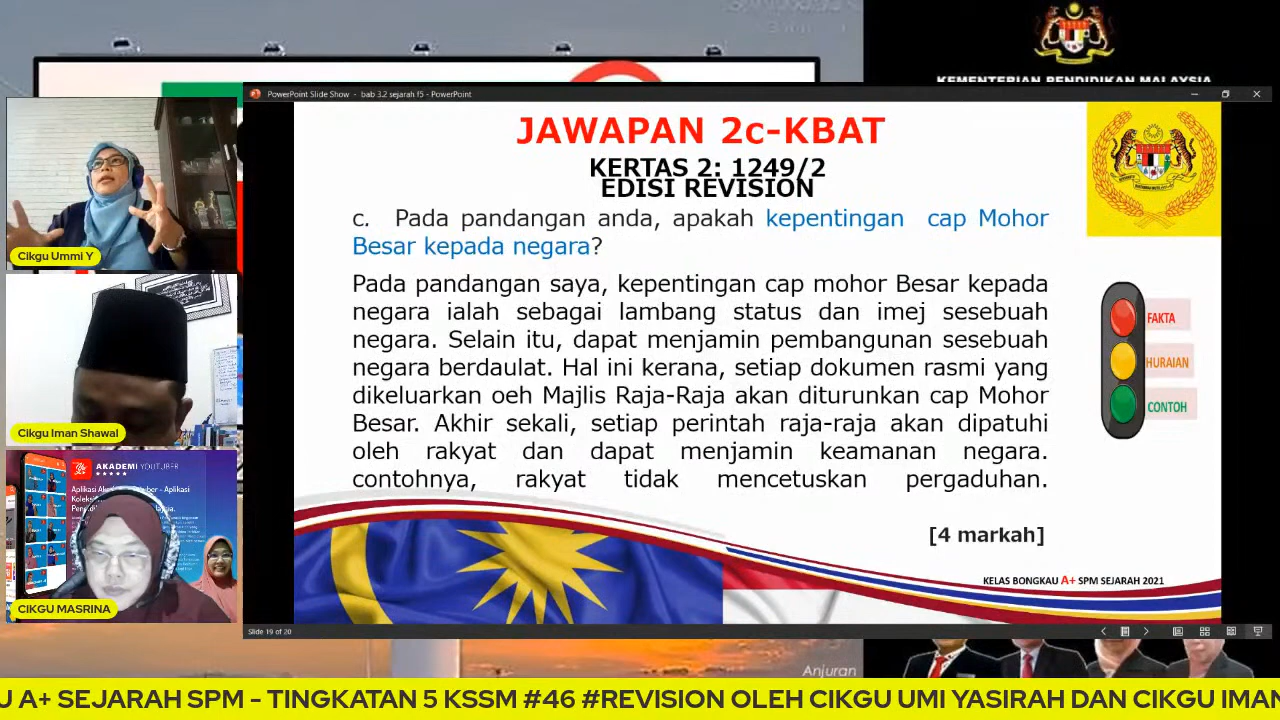 KEMENTERIAN PENDIDIKAN MALAYSIA
PowerPoint Slide Show - bab 3.2 sejarah f5 - PowerPoint
JAWAPAN 2c-KBAT
KERTAS 2: 1249/2
EDISI REVISION
c. Pada pandangan anda, apakah kepentingan cap Mohor
Besar kepada negara?
Pada pandangan saya, kepentingan cap mohor Besar kepada
negara ialah sebagai lambang status dan imej sesebuah
negara. Selain itu, dapat menjamin pembangunan sesebuah
negara berdaulat. Hal ini kerana, setiap dokumen rasmi yang
dikeluarkan oeh Majlis Raja-Raja akan diturunkan cap Mohor
Besar. Akhir sekali, setiap perintah raja-raja akan dipatuhi
oleh rakyat dan dapat menjamin keamanan negara.
contohnya, rakyat tidak mencetuskan pergaduhan.
[4 markah]
FAKTA
HURAIAN
CONTOH
KELAS BONGKAU A+ SPM SEJARAH 2021
Slide 19 of 20
Cikgu Ummi Y
Cikgu Iman Shawal
AKADEMI YOUTUBER
CIKGU MASRINA
Anjuran
U A+ SEJARAH SPM - TINGKATAN 5 KSSM #46 #REVISION OLEH CIKGU UMI YASIRAH DAN CIKGU IMAN